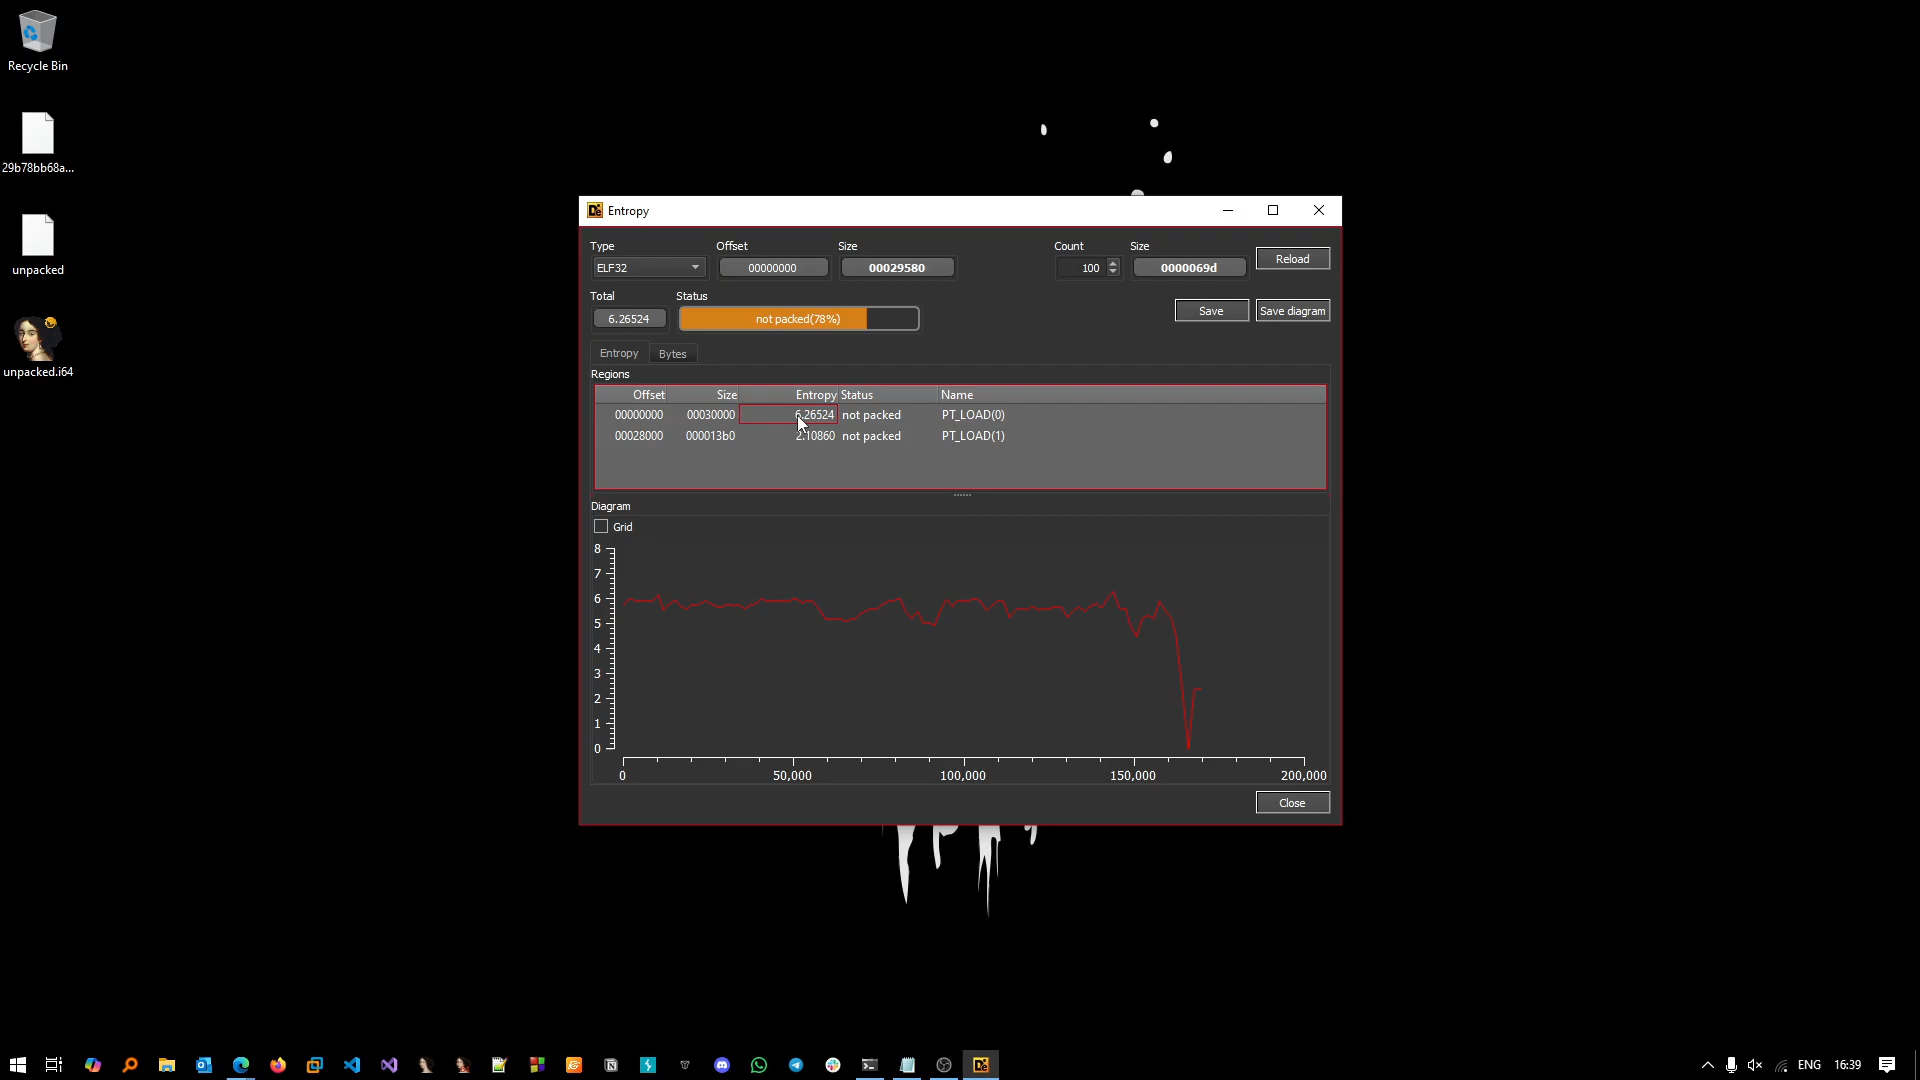 Recycle Bin
29b78bb68a...
unpacked
unpacked.i64
Entropy
Type
Offset
Size
Count
Size
ELF32
00000000
00029580
100
0000069d
Reload
Total
Status
6.26524
not packed(78%)
Save
Save diagram
Entropy
Bytes
Regions
Offset
Size
Entropy
Status
Name
00000000
00030000
6.26524
not packed
PT_LOAD(0)
00028000
000013b0
2.10860
not packed
PT_LOAD(1)
Diagram
Grid
8
7
6
5
4
3
2
1
0
0
50,000
100,000
150,000
200,000
Close
ENG
16:39